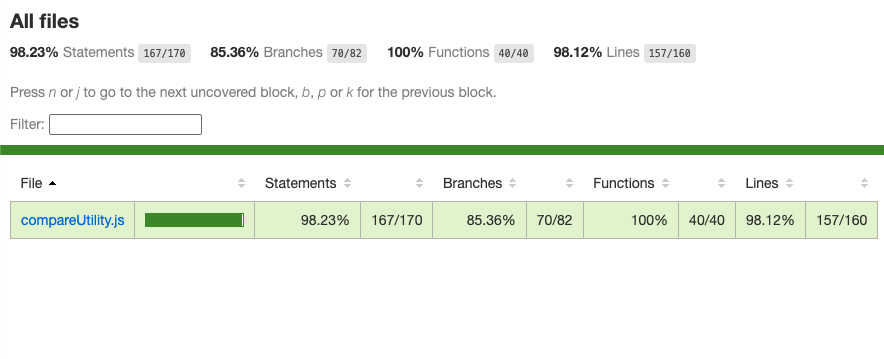 All files
98.23% Statements 167/170 85.36% Branches 70/82 100% Functions 40/40 98.12% Lines 157/160
Press n or j to go to the next uncovered block, b, p or k for the previous block.
Filter:
File Statements Branches Functions Lines
compareUtility.js 98.23% 167/170 85.36% 70/82 100% 40/40 98.12% 157/160